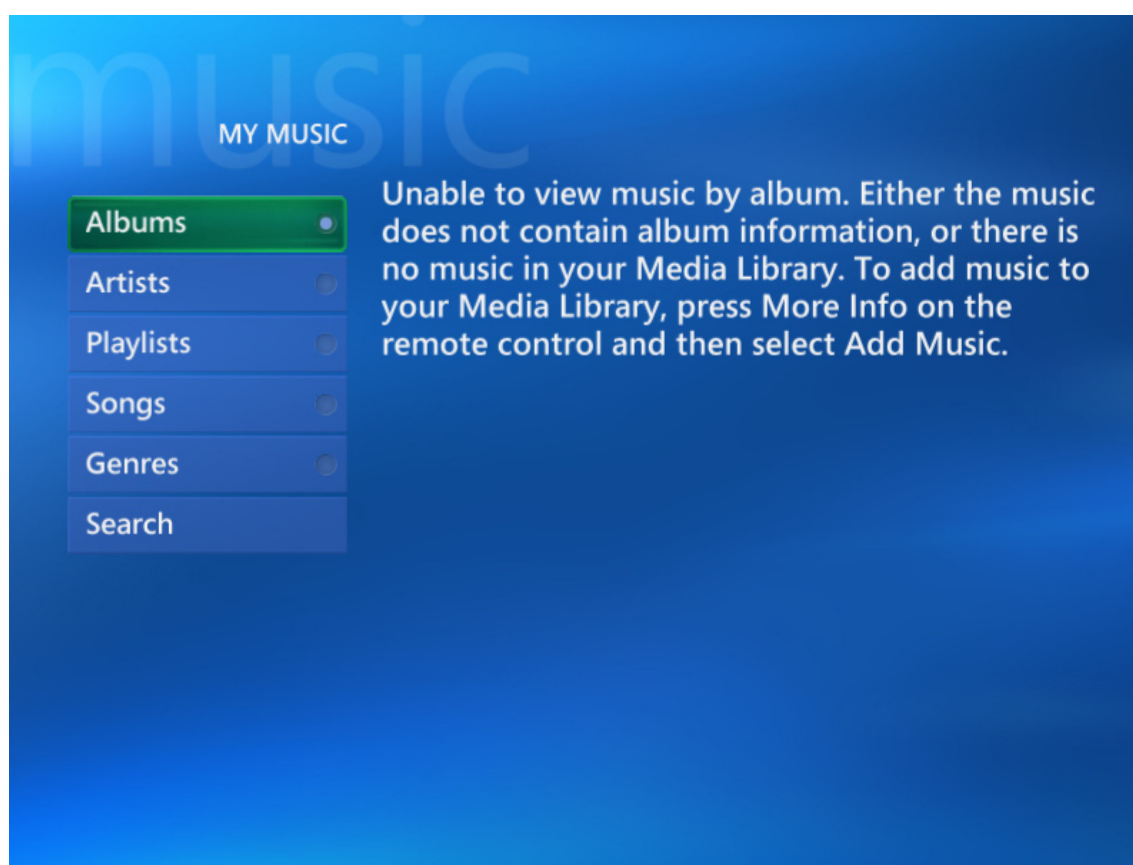 music
MY MUSIC
Albums
Artists
Playlists
Songs
Genres
Search
Unable to view music by album. Either the music
does not contain album information, or there is
no music in your Media Library. To add music to
your Media Library, press More Info on the
remote control and then select Add Music.